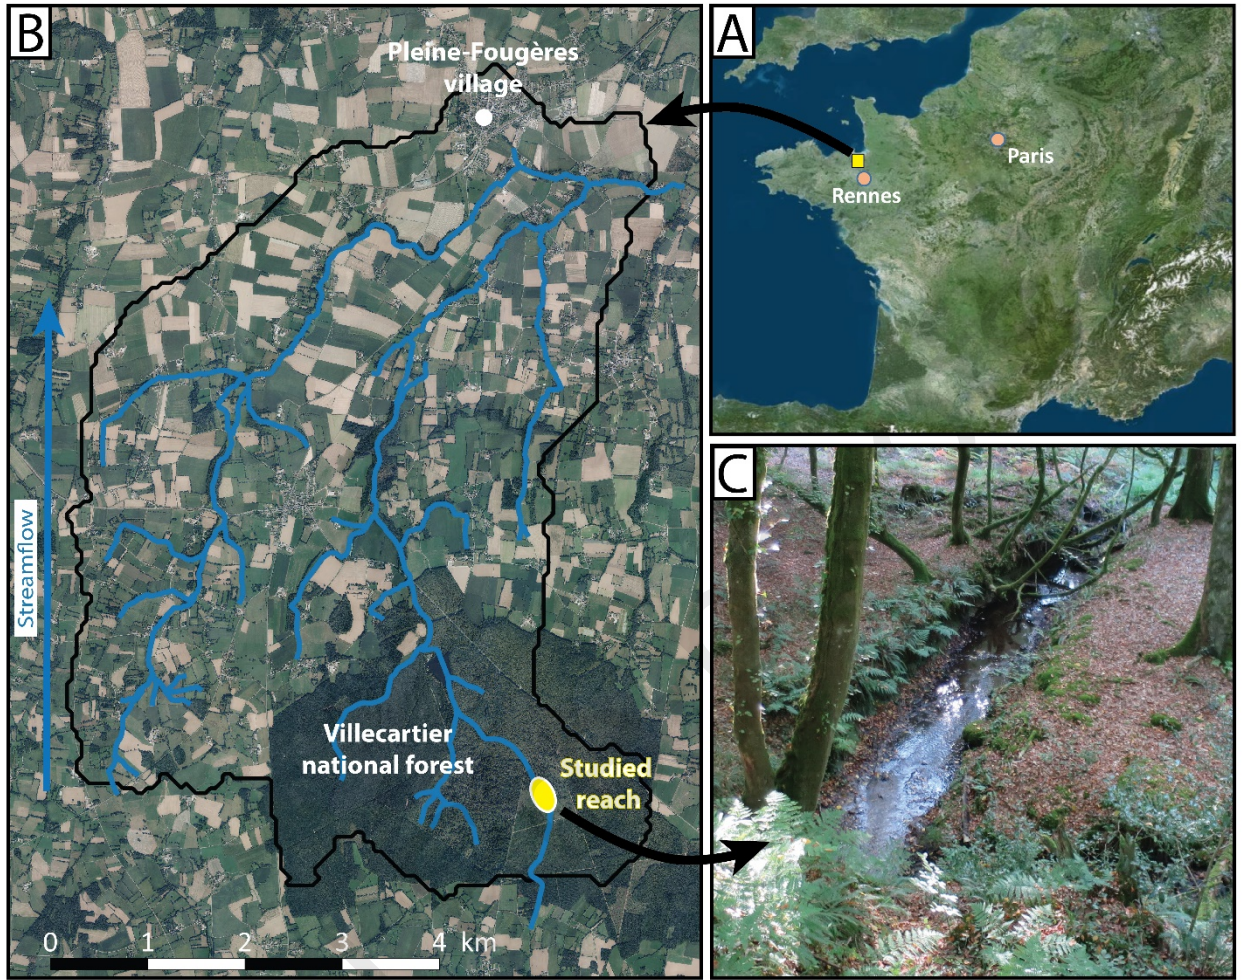 B
Pleine-Fougères
village
Streamflow
Villecartier
national forest
Studied
reach
0 1 2 3 4 km
A
Paris
Rennes
C